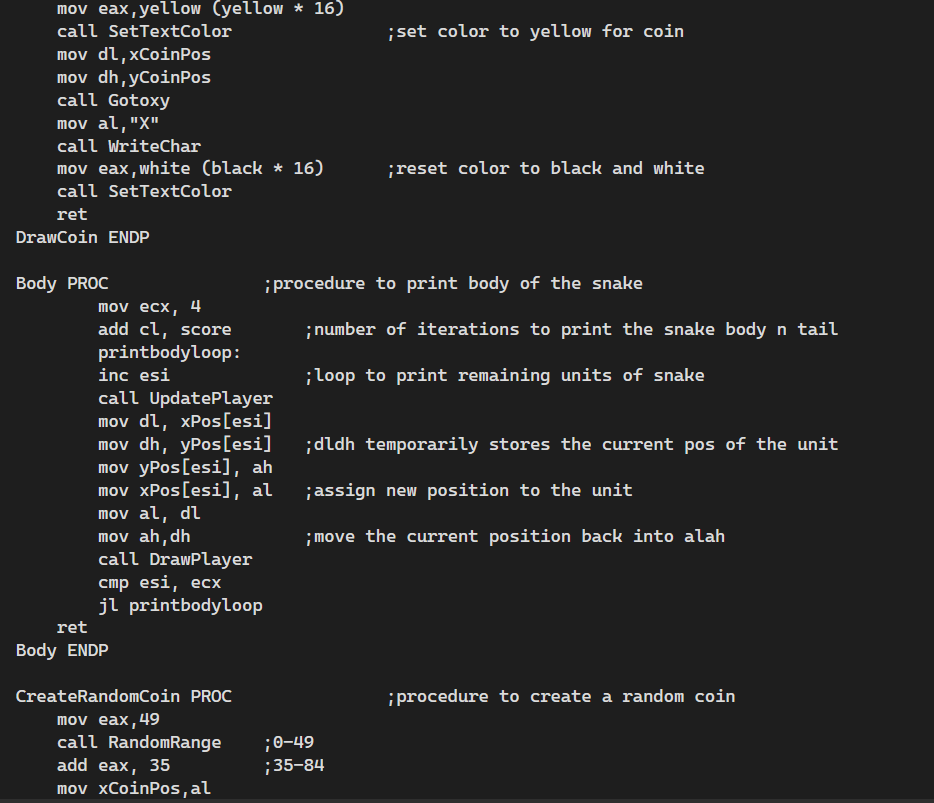 mov eax,yellow (yellow * 16)
call SetTextColor ;set color to yellow for coin
mov dl,xCoinPos
mov dh,yCoinPos
call Gotoxy
mov al,"X"
call WriteChar
mov eax,white (black * 16) ;reset color to black and white
call SetTextColor
ret
DrawCoin ENDP
Body PROC ;procedure to print body of the snake
mov ecx, 4
add cl, score ;number of iterations to print the snake body n tail
printbodyloop:
inc esi ;loop to print remaining units of snake
call UpdatePlayer
mov dl, xPos[esi]
mov dh, yPos[esi] ;dldh temporarily stores the current pos of the unit
mov yPos[esi], ah
mov xPos[esi], al ;assign new position to the unit
mov al, dl
mov ah,dh ;move the current position back into alah
call DrawPlayer
cmp esi, ecx
jl printbodyloop
ret
Body ENDP
CreateRandomCoin PROC ;procedure to create a random coin
mov eax,49
call RandomRange ;0-49
add eax, 35 ;35-84
mov xCoinPos,al